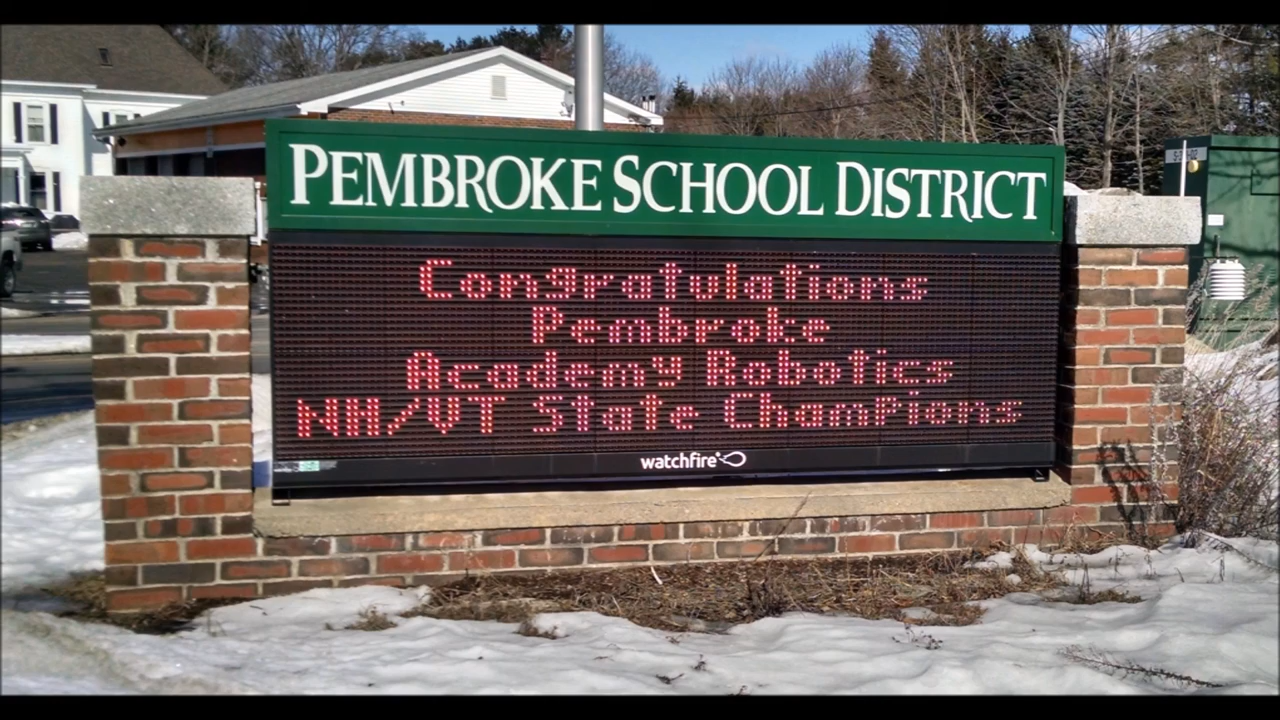 PEMBROKE SCHOOL DISTRICT
Congratulations
Pembroke
Academy Robotics
NH/VT State Champions
watchfire